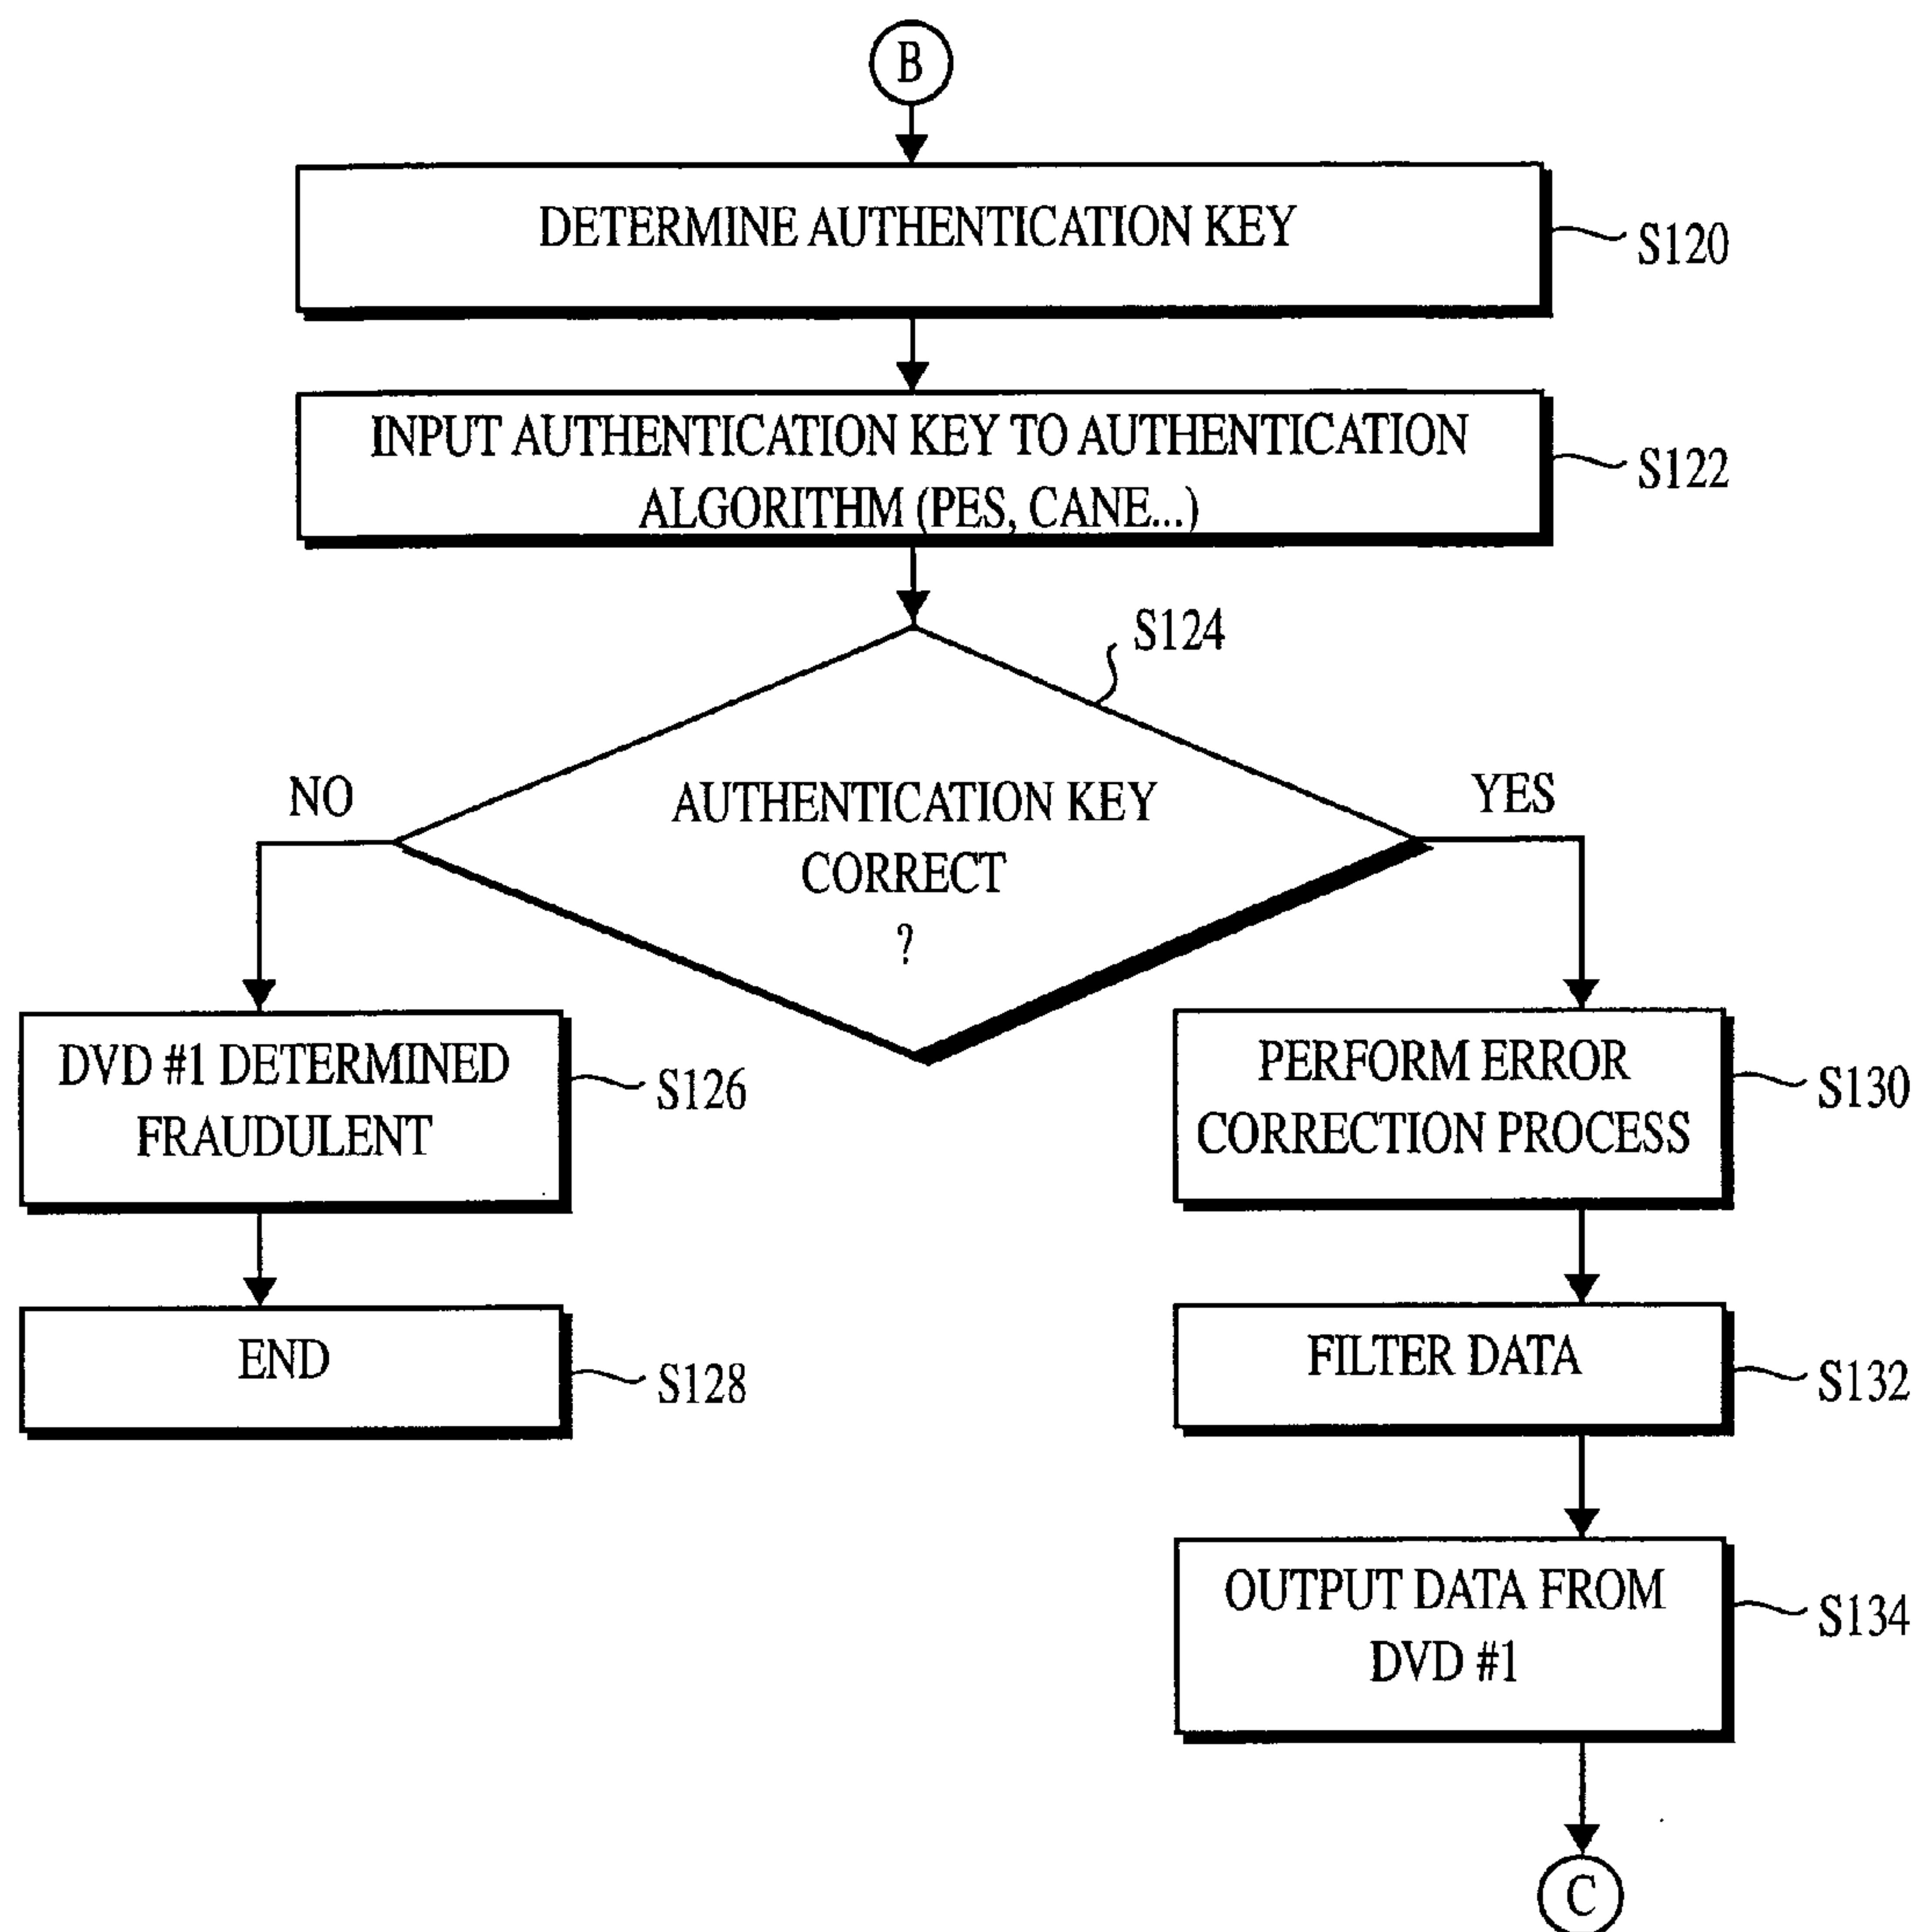 B
DETERMINE AUTHENTICATION KEY
S120
INPUT AUTHENTICATION KEY TO AUTHENTICATION
ALGORITHM (PES, CANE...)
S122
S124
NO
YES
AUTHENTICATION KEY
CORRECT
?
DVD #1 DETERMINED
FRAUDULENT
S126
PERFORM ERROR
CORRECTION PROCESS
S130
END
S128
FILTER DATA
S132
OUTPUT DATA FROM
DVD #1
S134
C